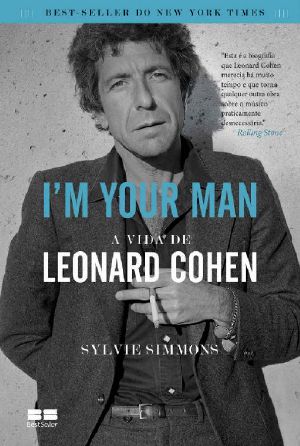 BEST-SELLER DO NEW YORK TIMES
"Esta é a biografia
que Leonard Cohen
merecia há muito
tempo e que torna
qualquer outra obra
sobre o músico
praticamente
desnecessária."
Rolling Stone
I'M YOUR MAN
A VIDA DE
LEONARD COHEN
SYLVIE SIMMONS
BestSeller